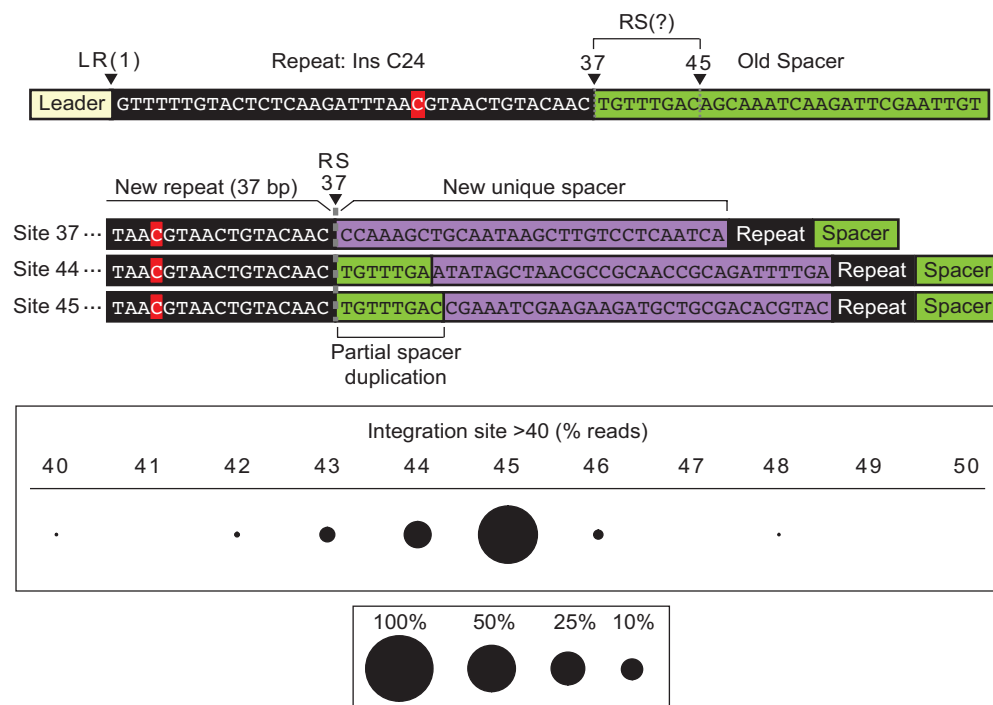 RS(?)
LR(1) Repeat: Ins C24 37 45 Old Spacer
Leader GTTTTTGTACTCTCAAGATTTAACGTAACTGTACAAC TGTTTGACAGCAAATCAAGATTCGAATTGT
RS
New repeat (37 bp) 37 New unique spacer
Site 37 ··· TAACGTAACTGTACAAC CCAAAGCTGCAATAAGCTTGTCCTCAATCA Repeat Spacer
Site 44 ··· TAACGTAACTGTACAAC TGTTTGA ATATAGCTAACGCCGCAACCGCAGATTTTGA Repeat Spacer
Site 45 ··· TAACGTAACTGTACAAC TGTTTGAC CGAAATCGAAGAAGATGCTGCGACACGTAC Repeat Spacer
Partial spacer
duplication
Integration site >40 (% reads)
40 41 42 43 44 45 46 47 48 49 50
100% 50% 25% 10%